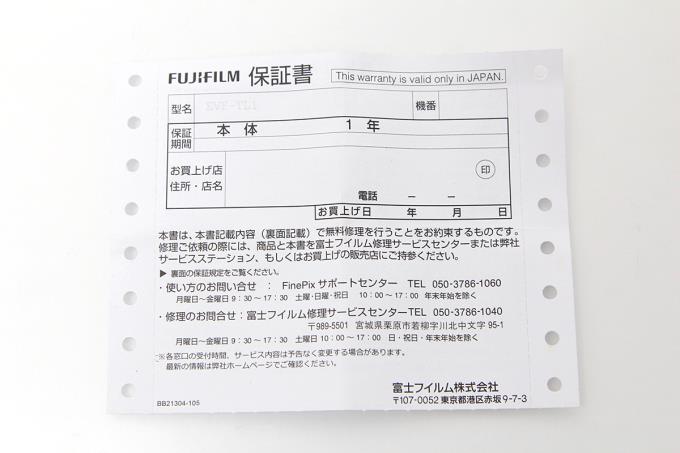 FUJIFILM 保証書 This warranty is valid only in JAPAN.
型名 EVF-TL1 機番
保証期間 本体 1年
お買上げ店
住所・店名 印
電話 － －
お買上げ日 年 月 日
本書は、本書記載内容（裏面記載）で無料修理を行うことをお約束するものです。
修理ご依頼の際には、商品と本書を富士フイルム修理サービスセンターまたは弊社
サービスステーション、もしくはお買上げの販売店にご持参ください。
▶ 裏面の保証規定をご覧ください。
・使い方のお問い合せ ： FinePix サポートセンター TEL 050-3786-1060
月曜日～金曜日 9：30 ～ 17：30 土曜・日曜・祝日 10：00 ～ 17：00 年末年始を除く
・修理のお問合せ：富士フイルム修理サービスセンターTEL 050-3786-1040
〒989-5501 宮城県栗原市若柳字川北中文字 95-1
月曜日～金曜日 9：30 ～ 17：30 土曜日 10：00 ～ 17：00 日・祝日・年末年始を除く
※各窓口の受付時間、サービス内容は予告なく変更する場合があります。
最新の情報は弊社ホームページでご確認ください。
富士フイルム株式会社
BB21304-105 〒107-0052 東京都港区赤坂 9-7-3